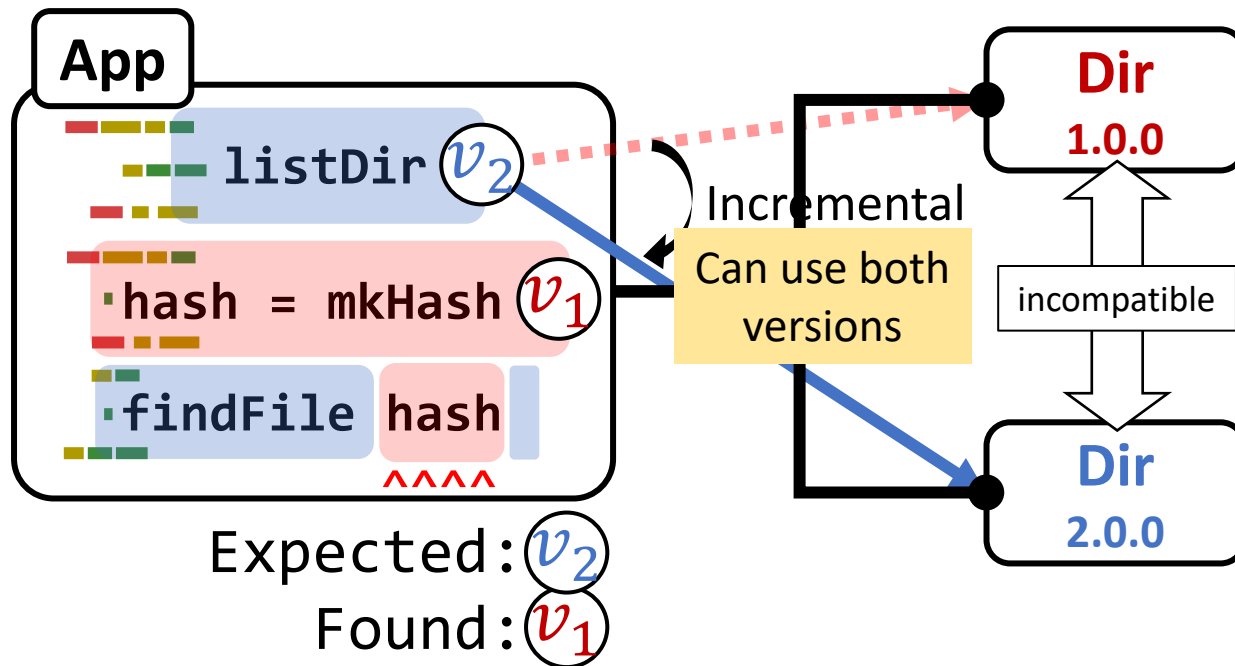 App
listDir v₂
hash = mkHash v₁
findFile hash
^^^^
Expected: v₂
Found: v₁
Incremental
Can use both
versions
Dir
1.0.0
incompatible
Dir
2.0.0